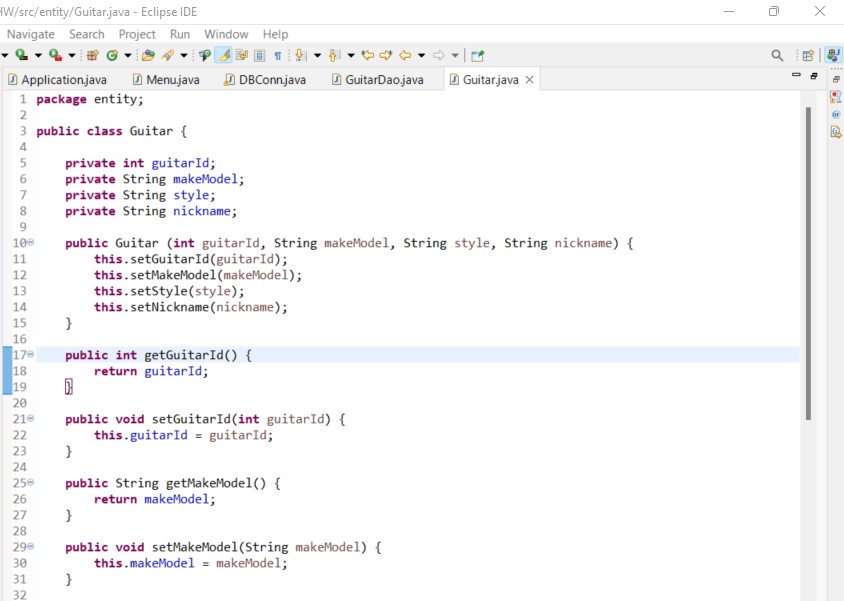 HW/src/entity/Guitar.java - Eclipse IDE
Navigate Search Project Run Window Help
Application.java Menu.java DBConn.java GuitarDao.java Guitar.java
1 package entity;
2
3 public class Guitar {
4
5 private int guitarId;
6 private String makeModel;
7 private String style;
8 private String nickname;
9
10 public Guitar (int guitarId, String makeModel, String style, String nickname) {
11 this.setGuitarId(guitarId);
12 this.setMakeModel(makeModel);
13 this.setStyle(style);
14 this.setNickname(nickname);
15 }
16
17 public int getGuitarId() {
18 return guitarId;
19 }
20
21 public void setGuitarId(int guitarId) {
22 this.guitarId = guitarId;
23 }
24
25 public String getMakeModel() {
26 return makeModel;
27 }
28
29 public void setMakeModel(String makeModel) {
30 this.makeModel = makeModel;
31 }
32